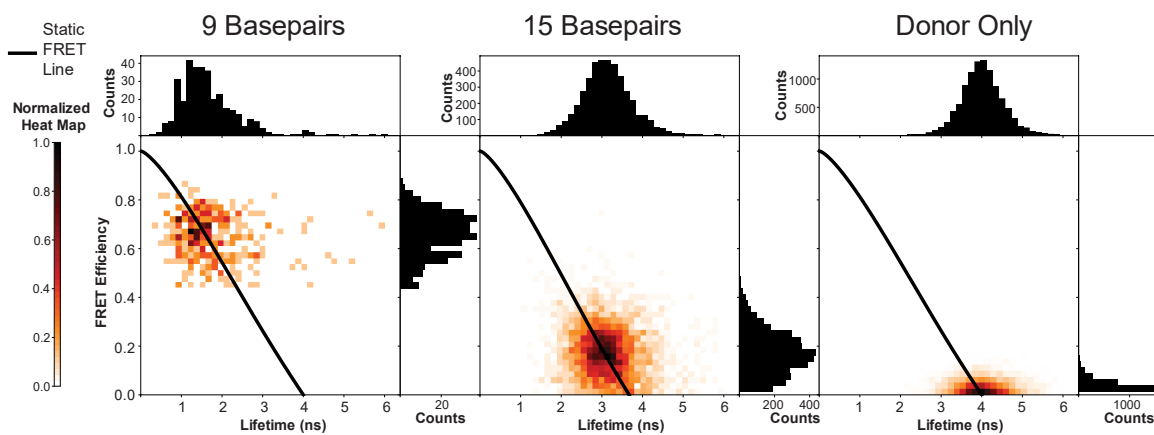 9 Basepairs
15 Basepairs
Donor Only
Static
FRET
Line
Normalized
Heat Map
1.0
0.8
0.6
0.4
0.2
0.0
Counts
40
30
20
10
0
FRET Efficiency
1.0
0.8
0.6
0.4
0.2
0.0
1 2 3 4 5 6
Lifetime (ns)
20
Counts
Counts
400
300
200
100
1 2 3 4 5 6
Lifetime (ns)
200 400
Counts
Counts
1000
500
1 2 3 4 5 6
Lifetime (ns)
1000
Counts